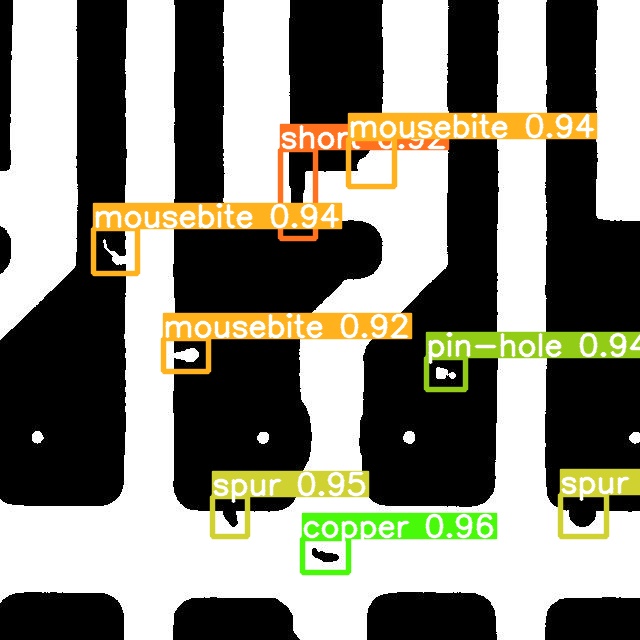 mousebite 0.94
short 0.92
mousebite 0.94
mousebite 0.92
pin-hole 0.94
spur 0.95
spur
copper 0.96